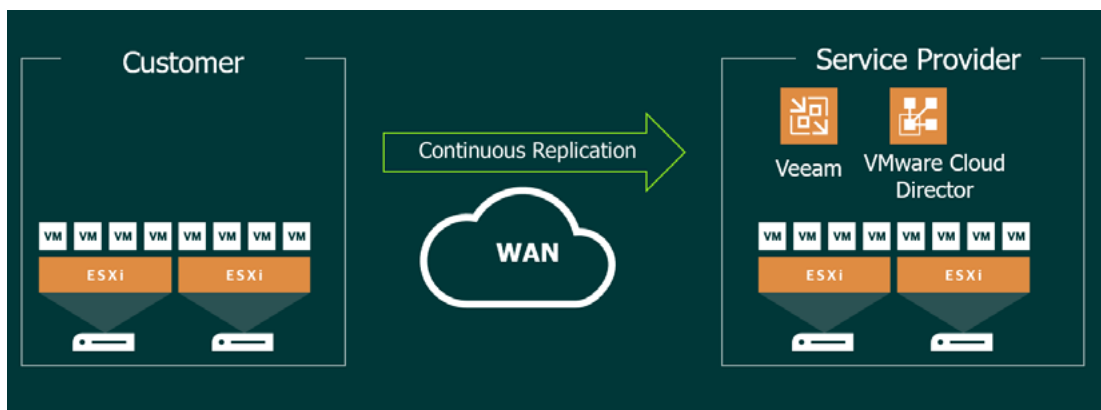 Customer
VM VM VM VM VM VM VM VM
ESXi ESXi
Continuous Replication
WAN
Service Provider
Veeam
VMware Cloud
Director
VM VM VM VM VM VM VM VM
ESXi ESXi